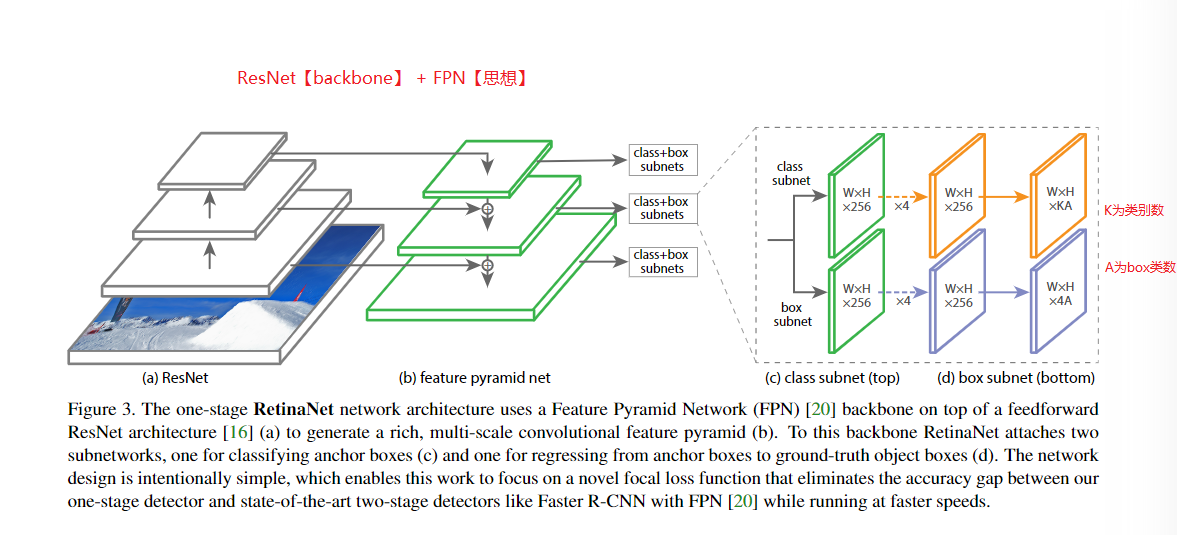 ResNet【backbone】 + FPN【思想】
class+box
subnets
class+box
subnets
class+box
subnets
class
subnet
W×H
×256
×4
W×H
×256
W×H
×KA
K为类别数
box
subnet
W×H
×256
×4
W×H
×256
W×H
×4A
A为box类数
(a) ResNet
(b) feature pyramid net
(c) class subnet (top)
(d) box subnet (bottom)
Figure 3. The one-stage RetinaNet network architecture uses a Feature Pyramid Network (FPN) [20] backbone on top of a feedforward
ResNet architecture [16] (a) to generate a rich, multi-scale convolutional feature pyramid (b). To this backbone RetinaNet attaches two
subnetworks, one for classifying anchor boxes (c) and one for regressing from anchor boxes to ground-truth object boxes (d). The network
design is intentionally simple, which enables this work to focus on a novel focal loss function that eliminates the accuracy gap between our
one-stage detector and state-of-the-art two-stage detectors like Faster R-CNN with FPN [20] while running at faster speeds.